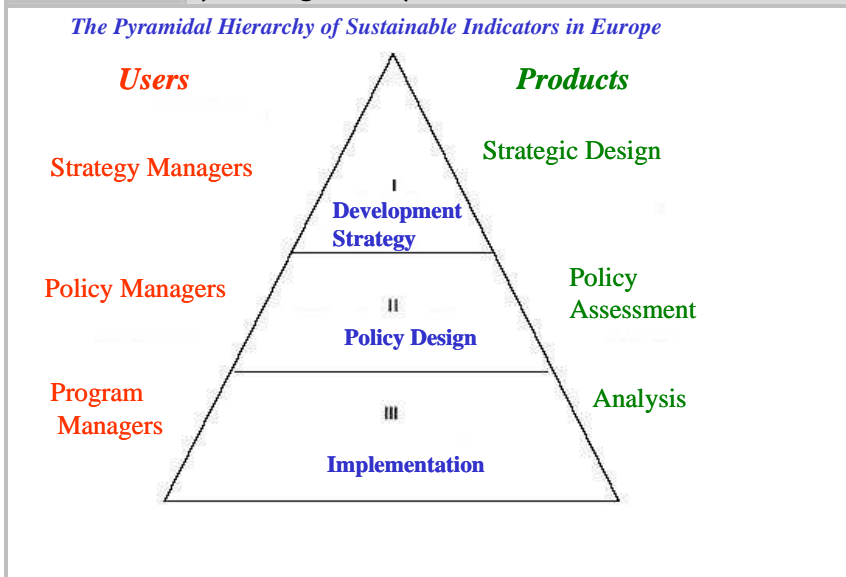 The Pyramidal Hierarchy of Sustainable Indicators in Europe
Users
Products
Strategy Managers
Strategic Design
I
Development
Strategy
Policy Managers
Policy
Assessment
II
Policy Design
Program
Managers
Analysis
III
Implementation